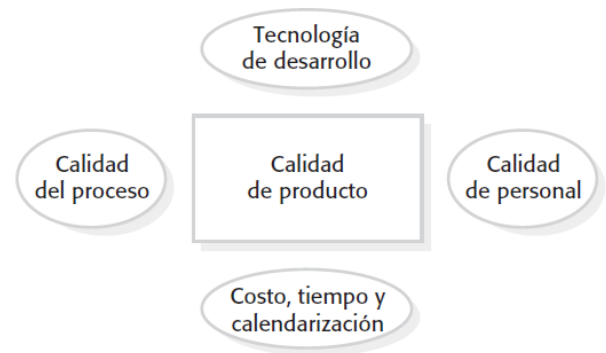 Tecnología
de desarrollo
Calidad
del proceso
Calidad
de producto
Calidad
de personal
Costo, tiempo y
calendarización